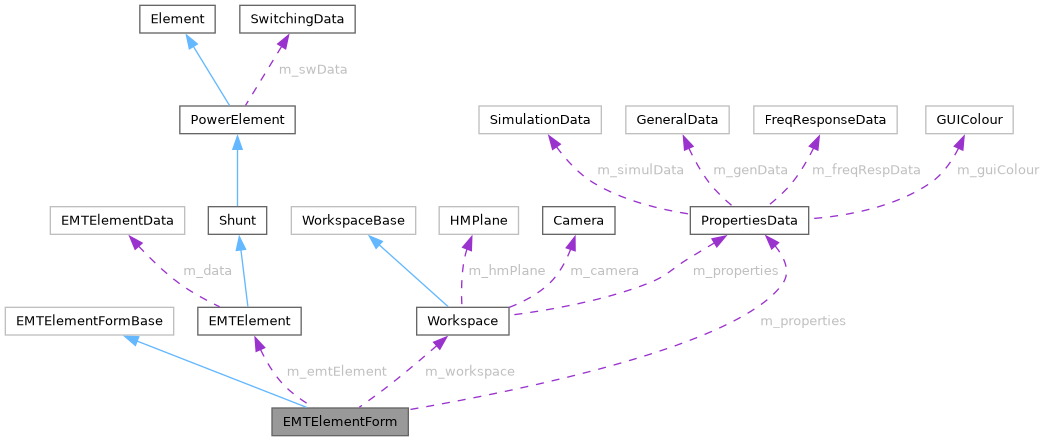 Element
SwitchingData
m_swData
PowerElement
SimulationData
GeneralData
FreqResponseData
GUIColour
m_simulData
m_genData
m_freqRespData
m_guiColour
EMTElementData
Shunt
WorkspaceBase
HMPlane
Camera
PropertiesData
m_data
m_hmPlane
m_camera
m_properties
EMTElementFormBase
EMTElement
Workspace
m_properties
m_emtElement
m_workspace
EMTElementForm